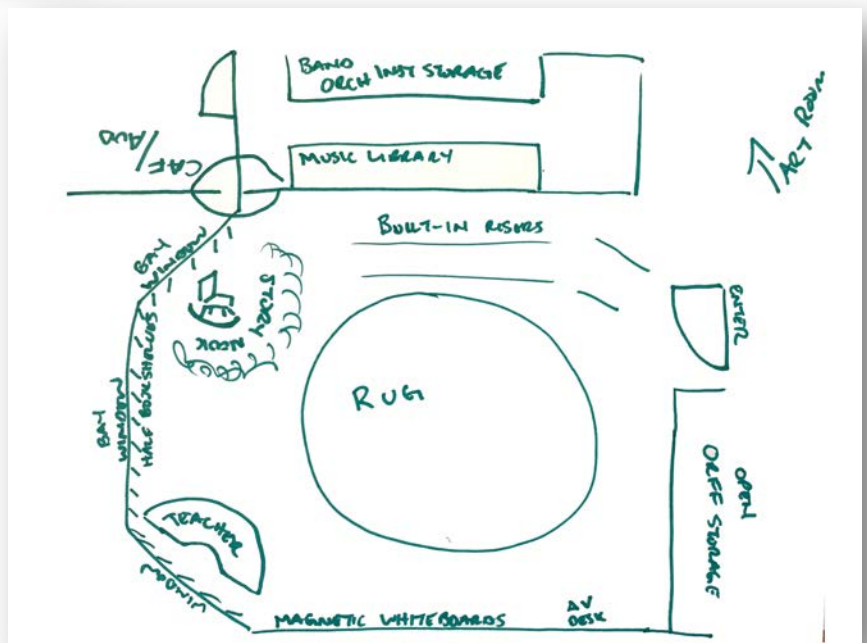 BAND
ORCH INST STORAGE
MUSIC LIBRARY
CAF/
AUD
ART ROOM
BUILT-IN RISORS
BAY
WINDOW
STORY
NOOK
ENTER
RUG
BAY
WINDOW
HALF BOOKSHELVES
OPEN
ORFF STORAGE
TEACHER
WINDOW
MAGNETIC WHITEBOARDS
AV
DESK